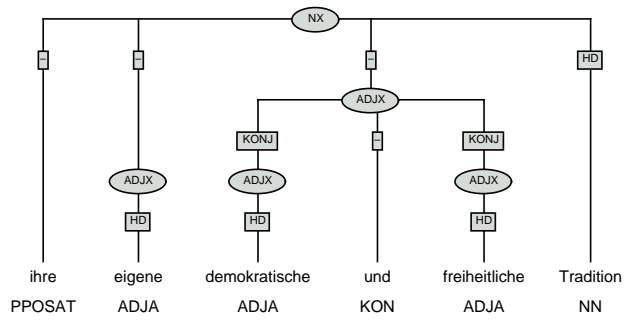 NX
– – – HD
ADJX
KONJ – KONJ
ADJX ADJX ADJX
HD HD HD
ihre eigene demokratische und freiheitliche Tradition
PPOSAT ADJA ADJA KON ADJA NN